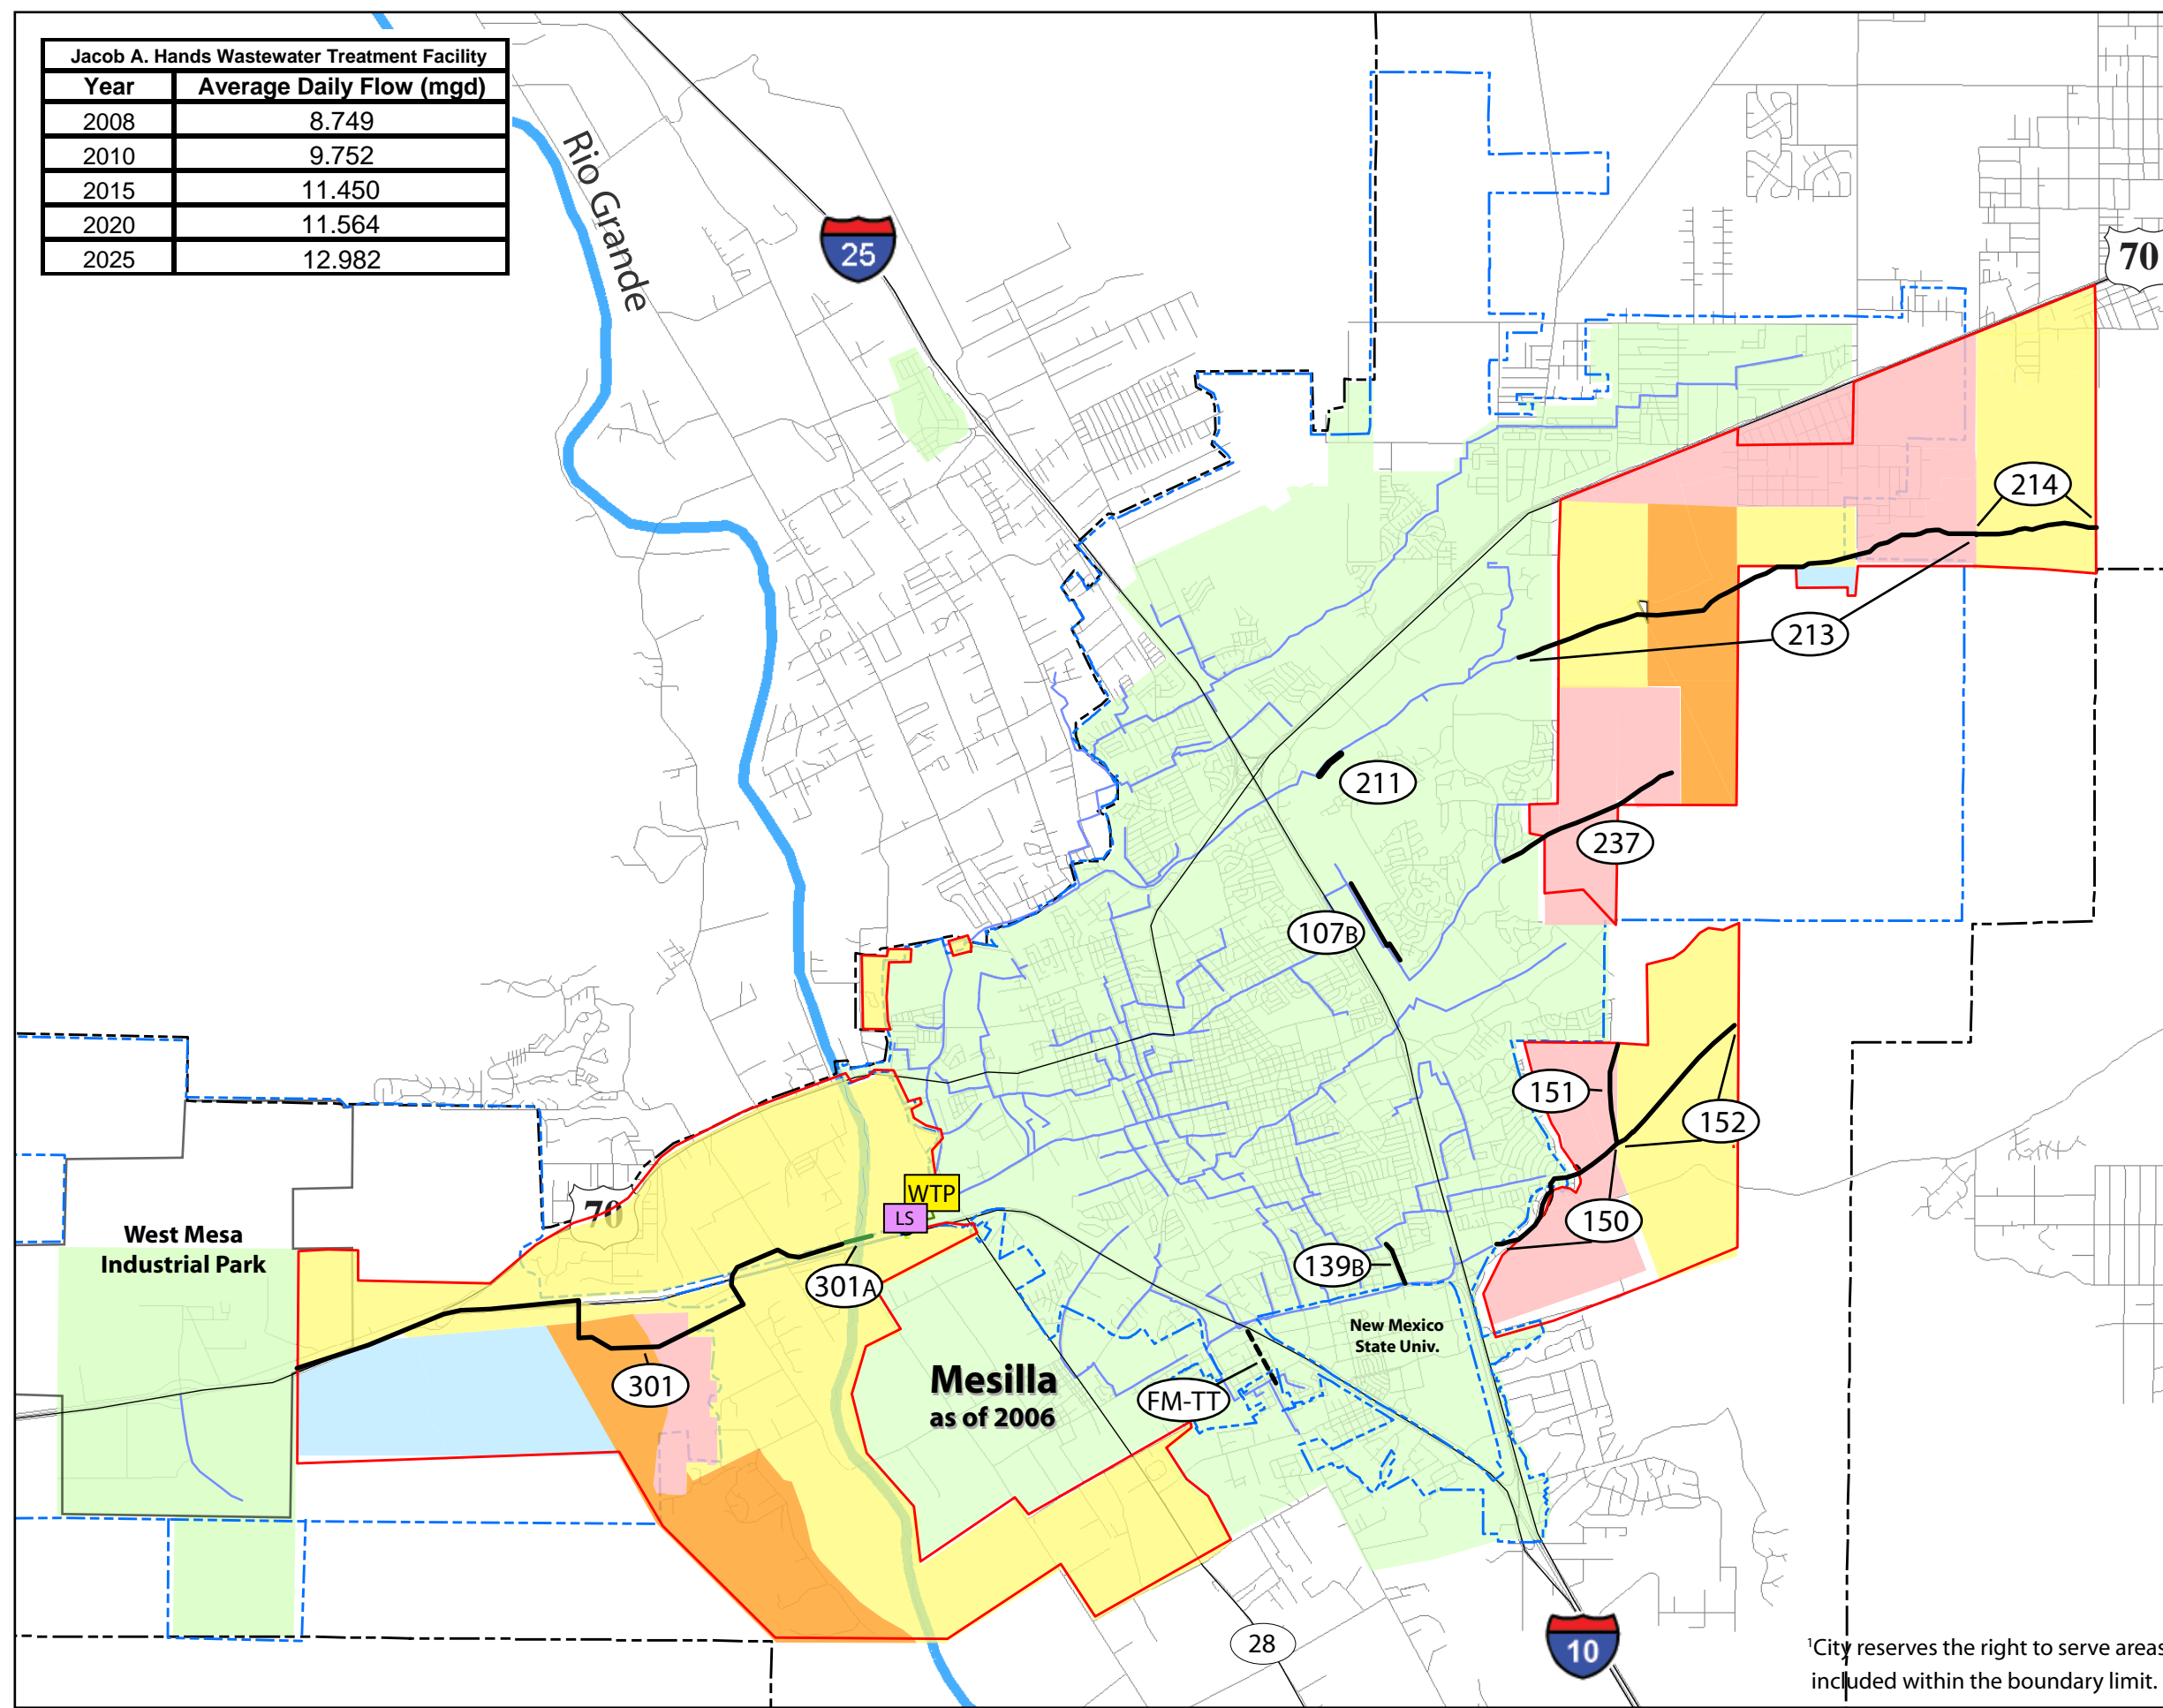 Jacob A. Hands Wastewater Treatment Facility
Year Average Daily Flow (mgd)
2008 8.749
2010 9.752
2015 11.450
2020 11.564
2025 12.982
Rio Grande
25
70
214
213
211
237
107B
151
152
WTP
LS
150
70
West Mesa
Industrial Park
301A
139B
New Mexico
State Univ.
301
Mesilla
as of 2006
FM-TT
28
10
¹City reserves the right to serve areas
included within the boundary limit.